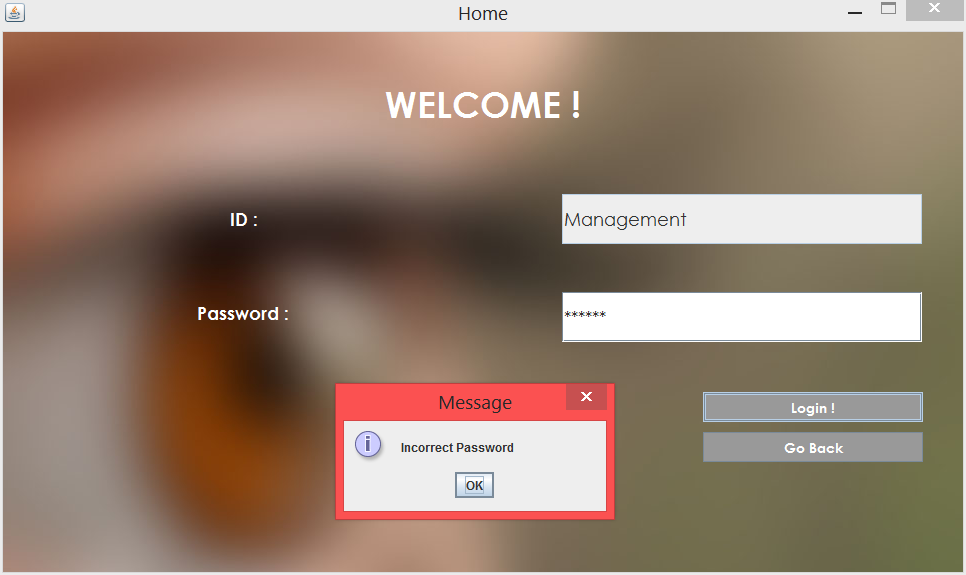 Home
WELCOME !
ID :
Management
Password :
******
Message
Incorrect Password
OK
Login !
Go Back